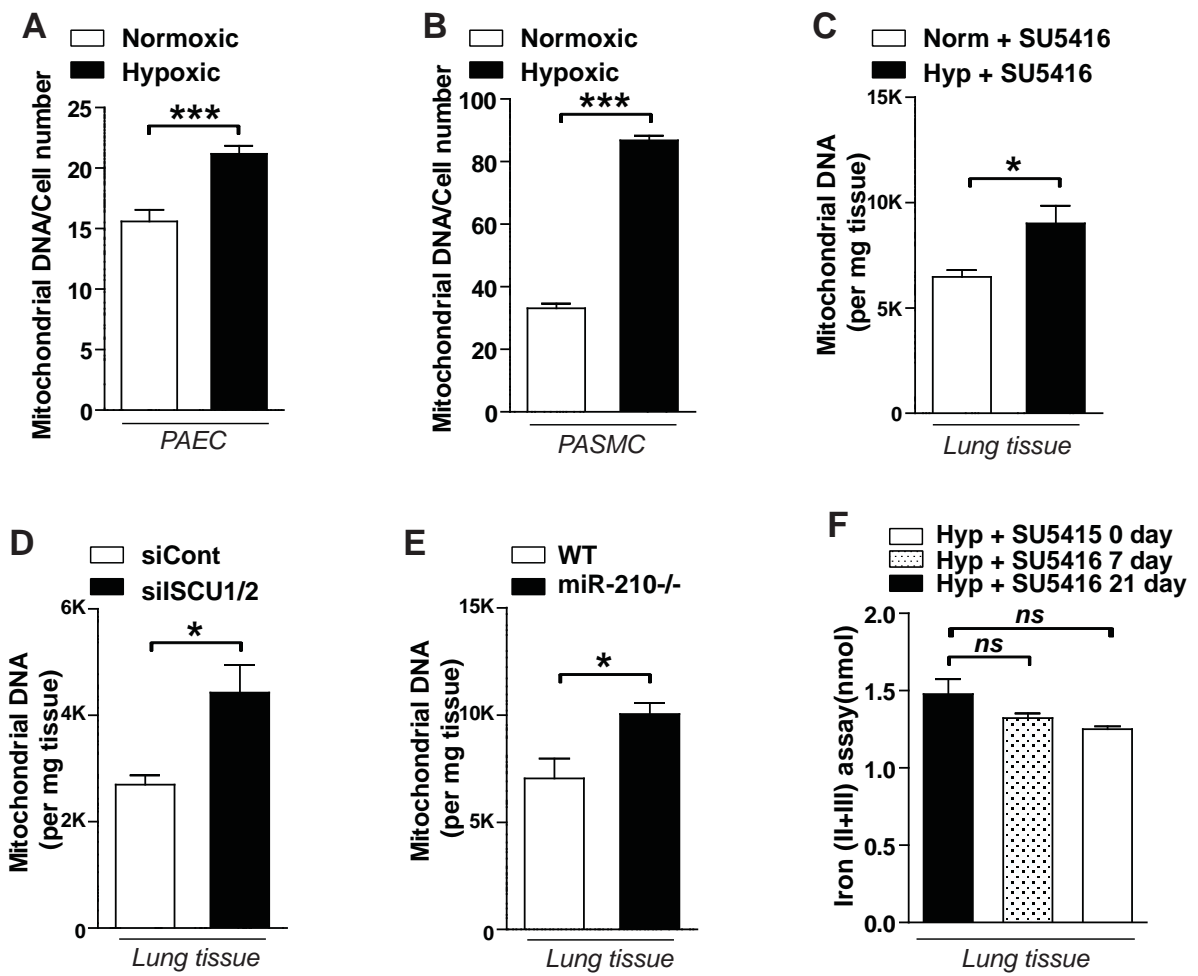 A
Normoxic
Hypoxic
Mitochondrial DNA/Cell number
25
20
15
10
5
0
***
PAEC
B
Normoxic
Hypoxic
Mitochondrial DNA/Cell number
100
80
60
40
20
0
***
PASMC
C
Norm + SU5416
Hyp + SU5416
Mitochondrial DNA
(per mg tissue)
15K
10K
5K
0
*
Lung tissue
D
siCont
siISCU1/2
Mitochondrial DNA
(per mg tissue)
6K
4K
2K
0
*
Lung tissue
E
WT
miR-210-/-
Mitochondrial DNA
(per mg tissue)
15K
10K
5K
0
*
Lung tissue
F
Hyp + SU5415 0 day
Hyp + SU5416 7 day
Hyp + SU5416 21 day
Iron (II+III) assay(nmol)
2.0
1.5
1.0
0.5
0.0
ns
ns
Lung tissue